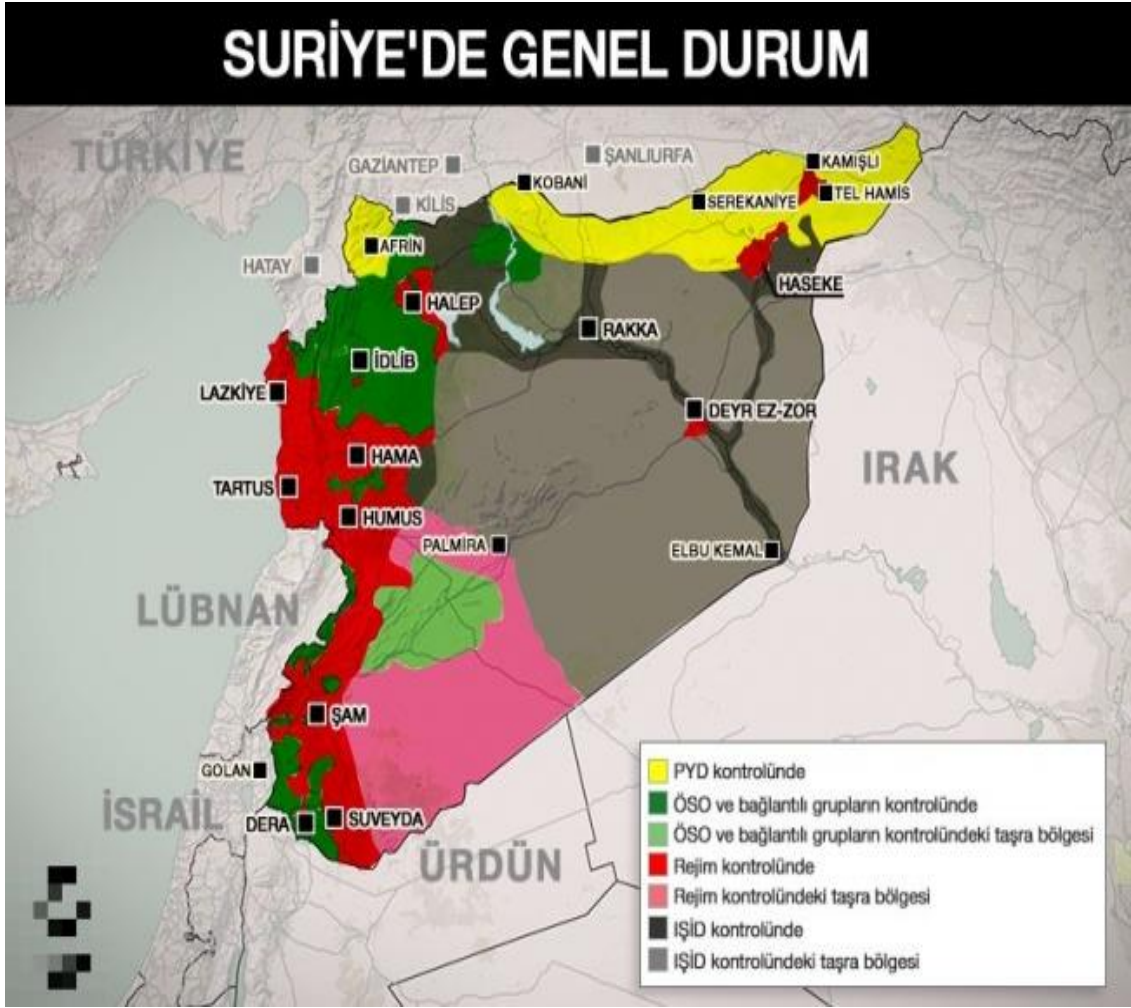 SURİYE'DE GENEL DURUM
TÜRKİYE
GAZİANTEP
ŞANLIURFA
KAMIŞLI
KOBANİ
TEL HAMİS
SEREKANİYE
KİLİS
AFRİN
HATAY
HASEKE
HALEP
RAKKA
İDLİB
LAZKİYE
DEYR EZ-ZOR
HAMA
IRAK
TARTUS
HUMUS
PALMİRA
ELBU KEMAL
LÜBNAN
ŞAM
GOLAN
İSRAİL
DERA
SUVEYDA
ÜRDÜN
PYD kontrolünde
ÖSO ve bağlantılı grupların kontrolünde
ÖSO ve bağlantılı grupların kontrolündeki taşra bölgesi
Rejim kontrolünde
Rejim kontrolündeki taşra bölgesi
IŞİD kontrolünde
IŞİD kontrolündeki taşra bölgesi